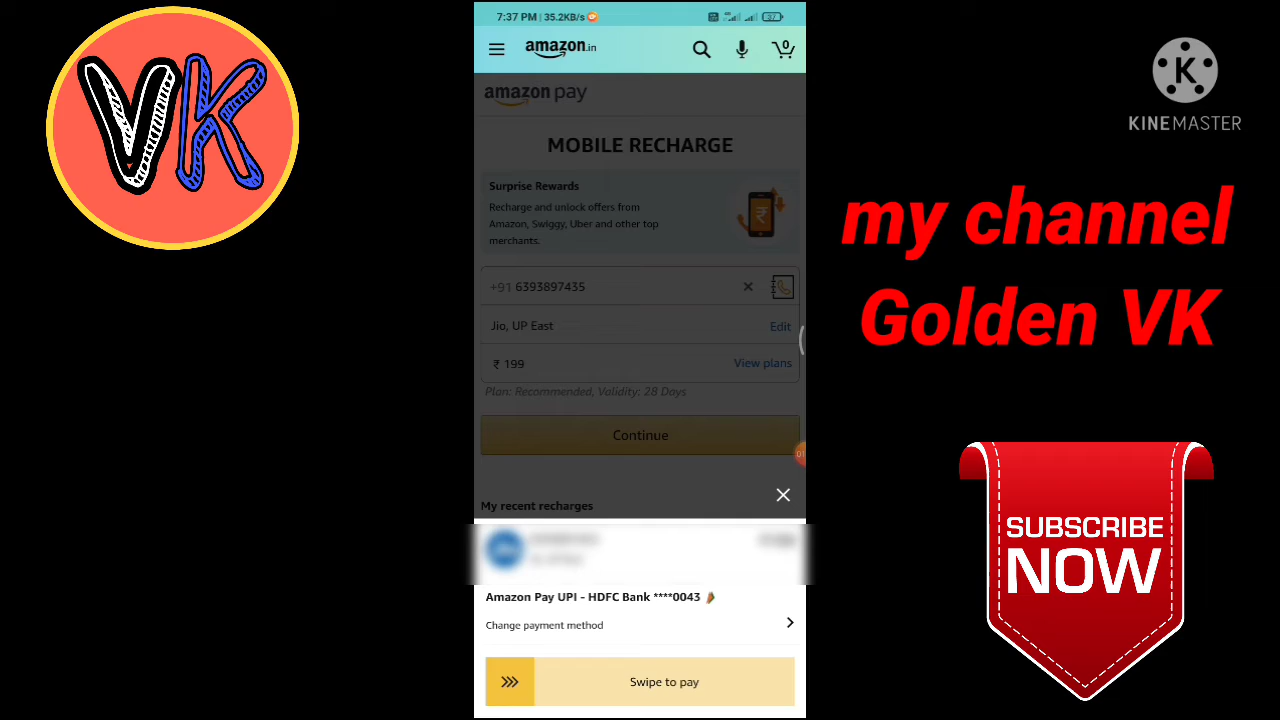 VK
7:37 PM | 35.2KB/s
37
amazon.in
0
amazon pay
MOBILE RECHARGE
Surprise Rewards
Recharge and unlock offers from
Amazon, Swiggy, Uber and other top
merchants.
+91 6393897435
Jio, UP East
Edit
₹ 199
View plans
Plan: Recommended, Validity: 28 Days
Continue
My recent recharges
Amazon Pay UPI - HDFC Bank ****0043
Change payment method
Swipe to pay
K
KINEMASTER
my channel
Golden VK
SUBSCRIBE
NOW